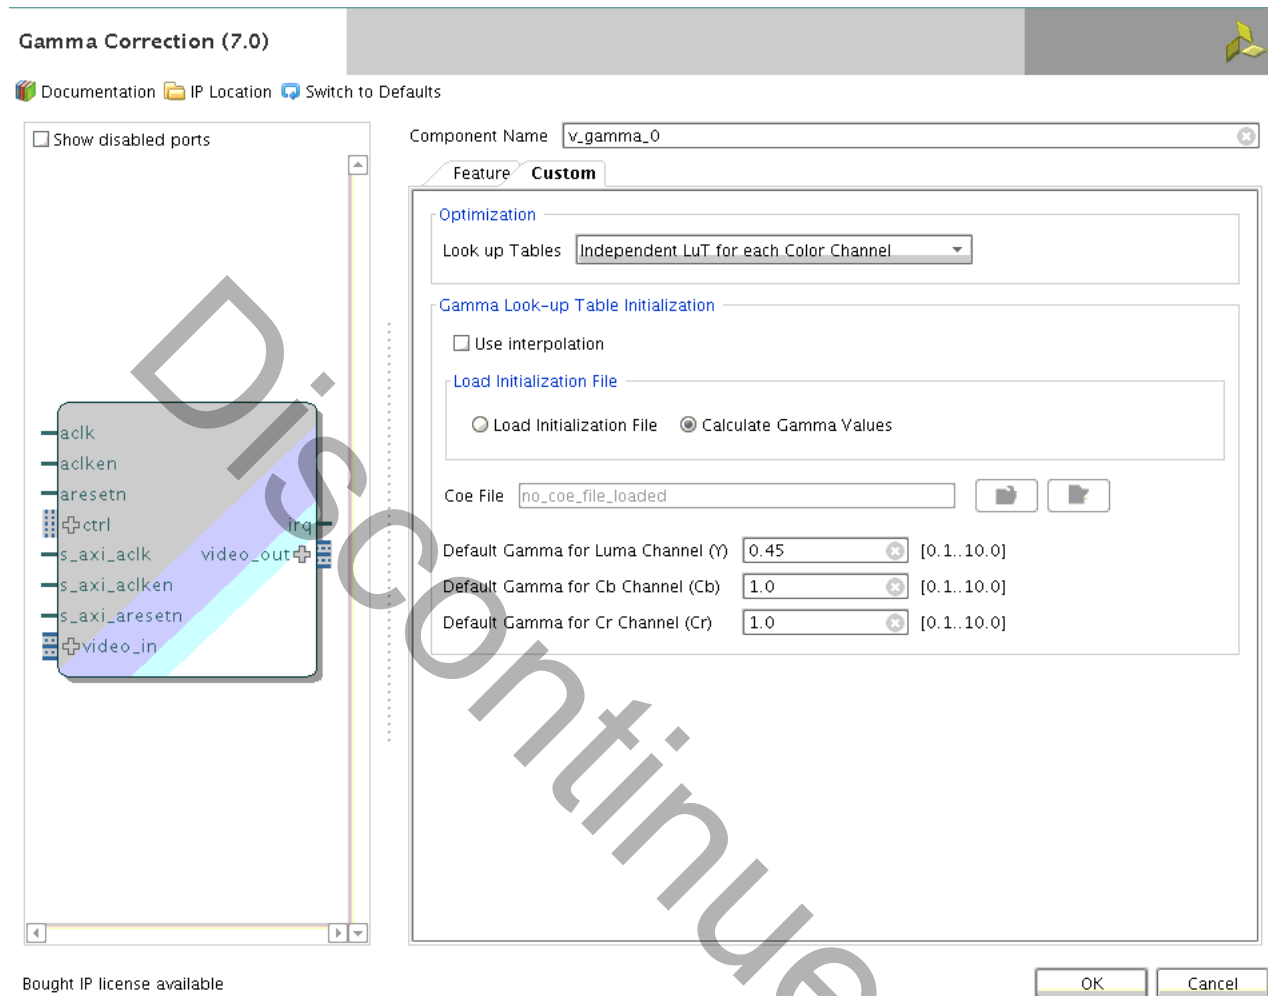 Gamma Correction (7.0)
Documentation IP Location Switch to Defaults
Show disabled ports
aclk
aclken
aresetn
ctrl
irq
s_axi_aclk
video_out
s_axi_aclken
s_axi_aresetn
video_in
Component Name v_gamma_0
Feature Custom
Optimization
Look up Tables Independent LuT for each Color Channel
Gamma Look-up Table Initialization
Use interpolation
Load Initialization File
Load Initialization File Calculate Gamma Values
Coe File no_coe_file_loaded
Default Gamma for Luma Channel (Y) 0.45 [0.1..10.0]
Default Gamma for Cb Channel (Cb) 1.0 [0.1..10.0]
Default Gamma for Cr Channel (Cr) 1.0 [0.1..10.0]
Bought IP license available
OK Cancel
Discontinue